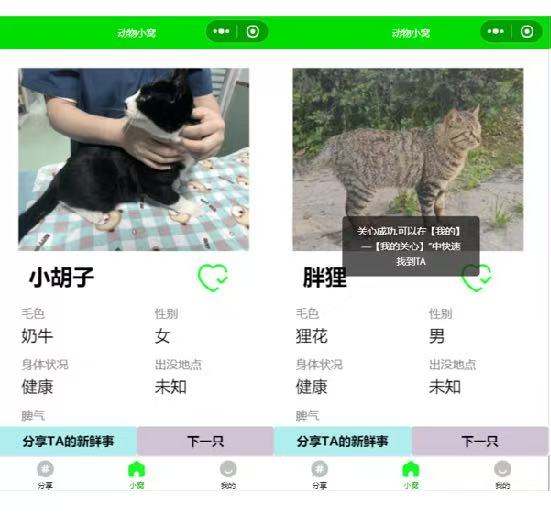 动物小窝
小胡子
毛色
性别
奶牛
女
身体状况
出没地点
健康
未知
脾气
分享TA的新鲜事
下一只
分享
小窝
我的
动物小窝
关心成功,可以在【我的】
—【我的关心】"中快速
找到TA
胖狸
毛色
性别
狸花
男
身体状况
出没地点
健康
未知
脾气
分享TA的新鲜事
下一只
分享
小窝
我的